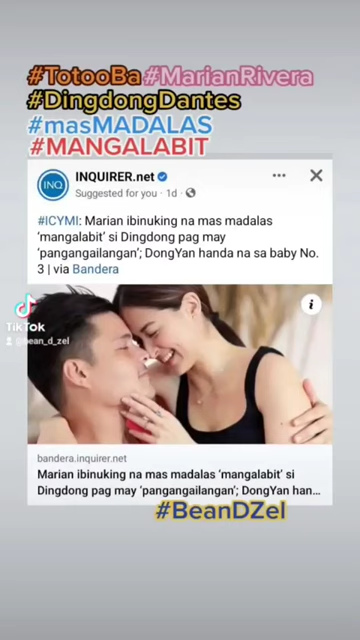 #TotooBa #MarianRivera
#DingdongDantes
#masMADALAS
#MANGALABIT
INQ
INQUIRER.net
Suggested for you · 1d ·
#ICYMI: Marian ibinuking na mas madalas
‘mangalabit’ si Dingdong pag may
‘pangangailangan’; DongYan handa na sa baby No.
3 | via Bandera
TikTok
@bean_d_zel
bandera.inquirer.net
Marian ibinuking na mas madalas ‘mangalabit’ si
Dingdong pag may ‘pangangailangan’; DongYan han...
#BeanDZel